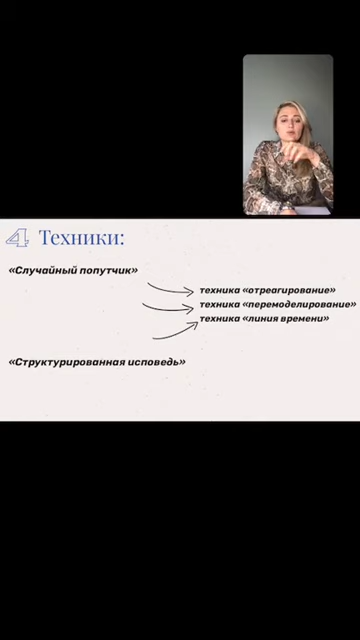 4 Техники:
«Случайный попутчик»
техника «отреагирование»
техника «перемоделирование»
техника «линия времени»
«Структурированная исповедь»